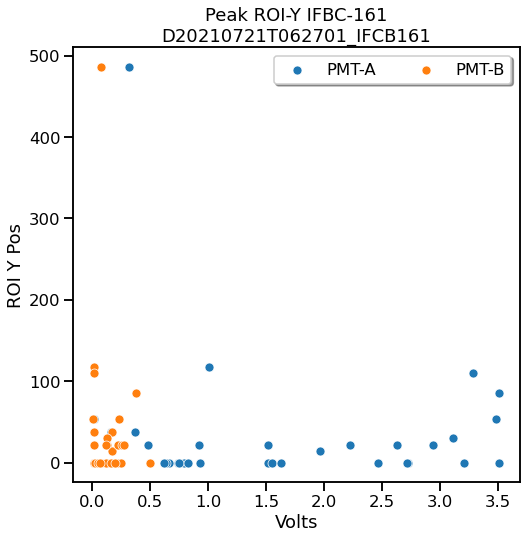 Peak ROI-Y IFBC-161
D20210721T062701_IFCB161
PMT-A PMT-B
ROI Y Pos
500
400
300
200
100
0
0.0 0.5 1.0 1.5 2.0 2.5 3.0 3.5
Volts